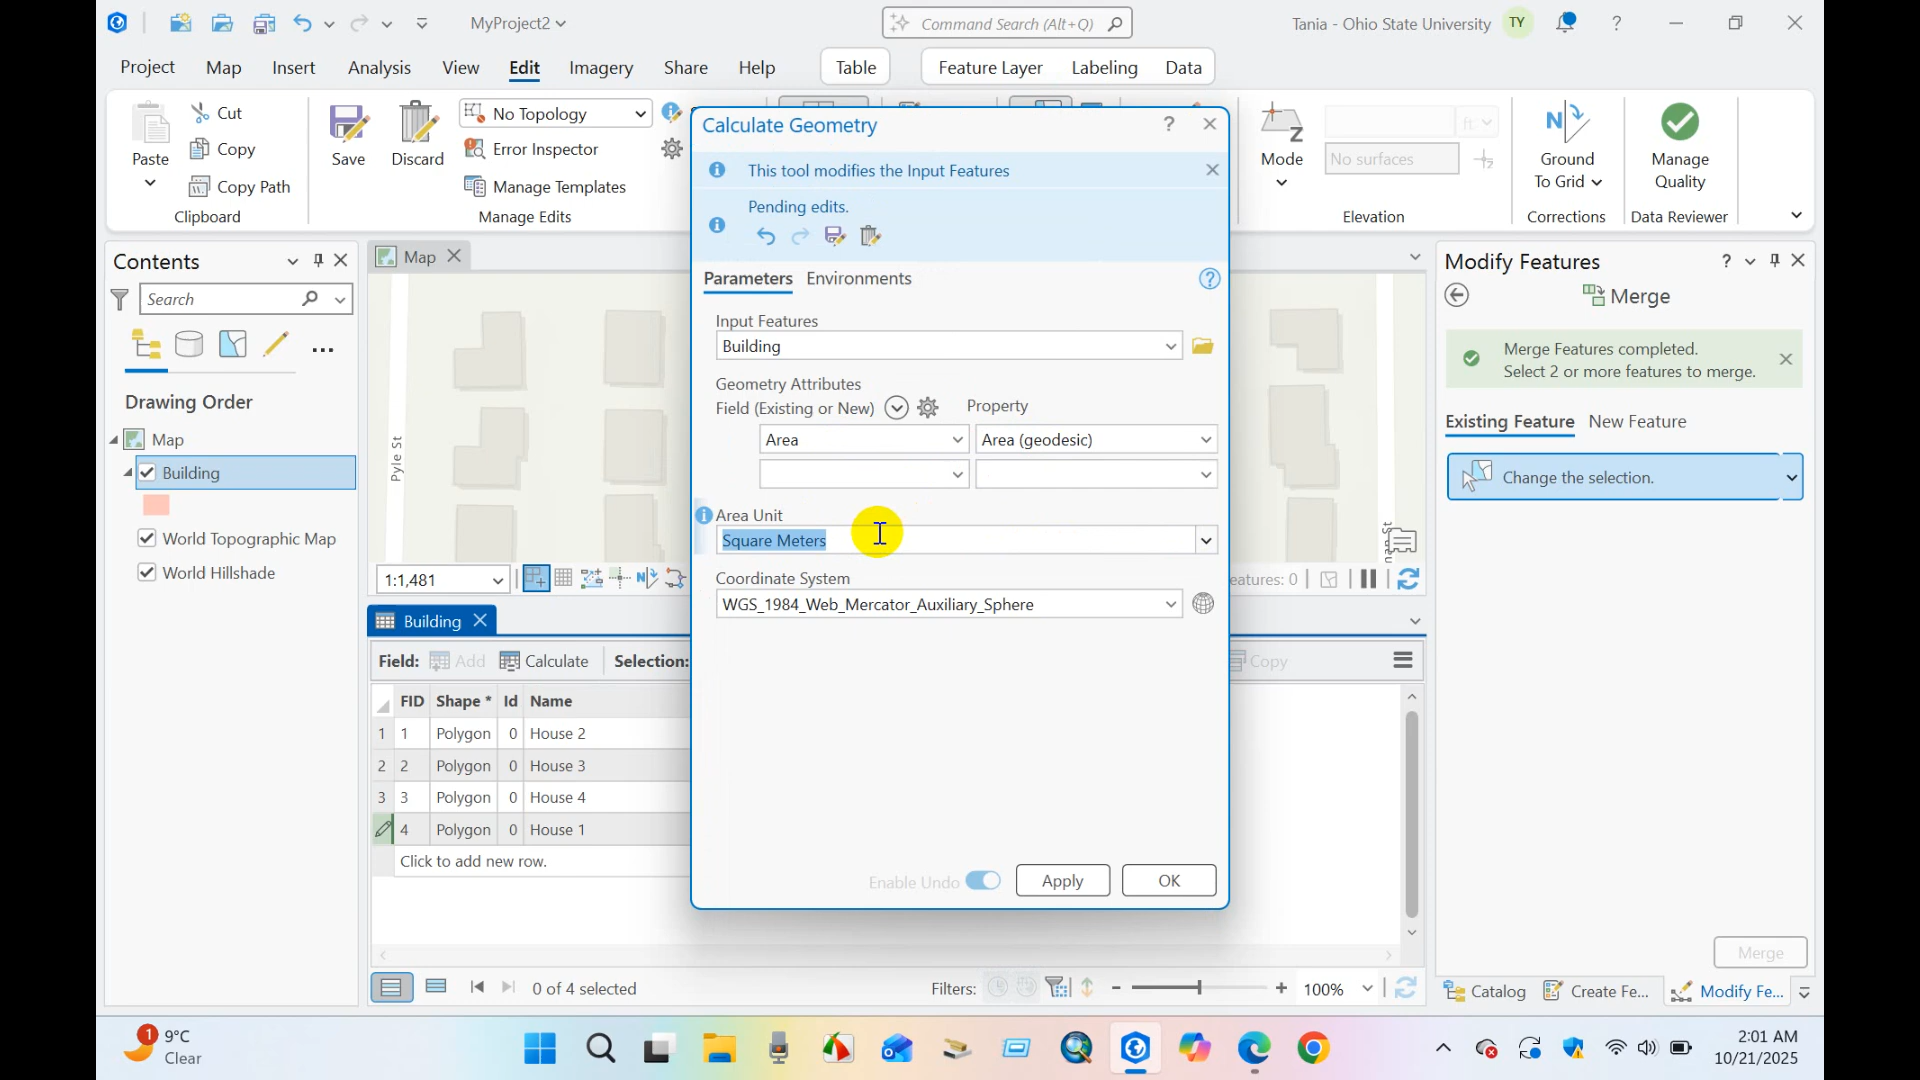 MyProject2
Command Search (Alt+Q)
Tania - Ohio State University
TY
?
Project
Map
Insert
Analysis
View
Edit
Imagery
Share
Help
Table
Feature Layer
Labeling
Data
Paste
Cut
Copy
Copy Path
Clipboard
Save
Discard
No Topology
Error Inspector
Manage Templates
Manage Edits
Mode
ft
No surfaces
Elevation
Ground
To Grid
Corrections
Manage
Quality
Data Reviewer
Contents
Search
Drawing Order
Map
Building
World Topographic Map
World Hillshade
Map
Pyle St
1:1,481
eatures: 0
Calculate Geometry
?
This tool modifies the Input Features
Pending edits.
Parameters
Environments
?
Input Features
Building
Geometry Attributes
Field (Existing or New)
Property
Area
Area (geodesic)
Area Unit
Square Meters
Coordinate System
WGS_1984_Web_Mercator_Auxiliary_Sphere
Enable Undo
Apply
OK
Building
Field:
Add
Calculate
Selection:
Copy
FID Shape * Id Name
1 1 Polygon 0 House 2
2 2 Polygon 0 House 3
3 3 Polygon 0 House 4
4 Polygon 0 House 1
Click to add new row.
0 of 4 selected
Filters:
100%
Modify Features
?
Merge
Merge Features completed.
Select 2 or more features to merge.
Existing Feature
New Feature
Change the selection.
Merge
Catalog
Create Fe...
Modify Fe...
1
9°C
Clear
2:01 AM
10/21/2025